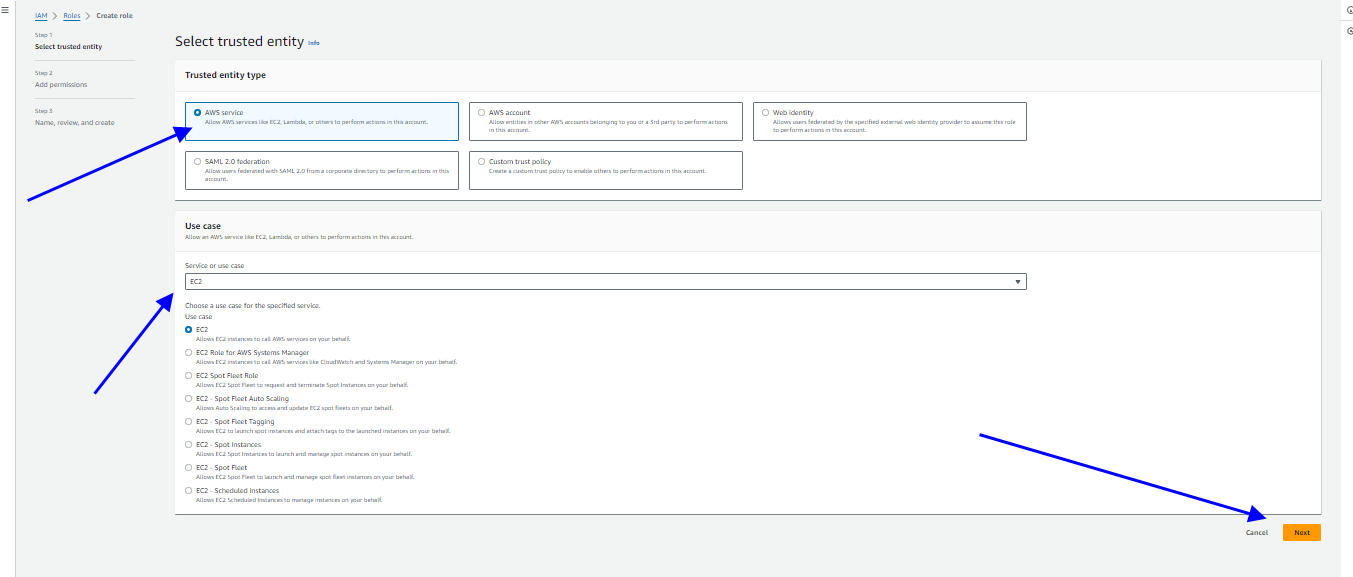 IAM > Roles > Create role
Step 1
Select trusted entity
Step 2
Add permissions
Step 3
Name, review, and create
Select trusted entity Info
Trusted entity type
AWS service
Allow AWS services like EC2, Lambda, or others to perform actions in this account.
AWS account
Allow entities in other AWS accounts belonging to you or a 3rd party to perform actions
in this account.
Web identity
Allows users federated by the specified external web identity provider to assume this role
to perform actions in this account.
SAML 2.0 federation
Allow users federated with SAML 2.0 from a corporate directory to perform actions in this
account.
Custom trust policy
Create a custom trust policy to enable others to perform actions in this account.
Use case
Allow an AWS service like EC2, Lambda, or others to perform actions in this account.
Service or use case
EC2
Choose a use case for the specified service.
Use case
EC2
Allows EC2 instances to call AWS services on your behalf.
EC2 Role for AWS Systems Manager
Allows EC2 instances to call AWS services like CloudWatch and Systems Manager on your behalf.
EC2 Spot Fleet Role
Allows EC2 Spot Fleet to request and terminate Spot Instances on your behalf.
EC2 - Spot Fleet Auto Scaling
Allows Auto Scaling to access and update EC2 spot fleets on your behalf.
EC2 - Spot Fleet Tagging
Allows EC2 to launch spot instances and attach tags to the launched instances on your behalf.
EC2 - Spot Instances
Allows EC2 Spot Instances to launch and manage spot instances on your behalf.
EC2 - Spot Fleet
Allows EC2 Spot Fleet to launch and manage spot fleet instances on your behalf.
EC2 - Scheduled Instances
Allows EC2 Scheduled Instances to manage instances on your behalf.
Cancel
Next